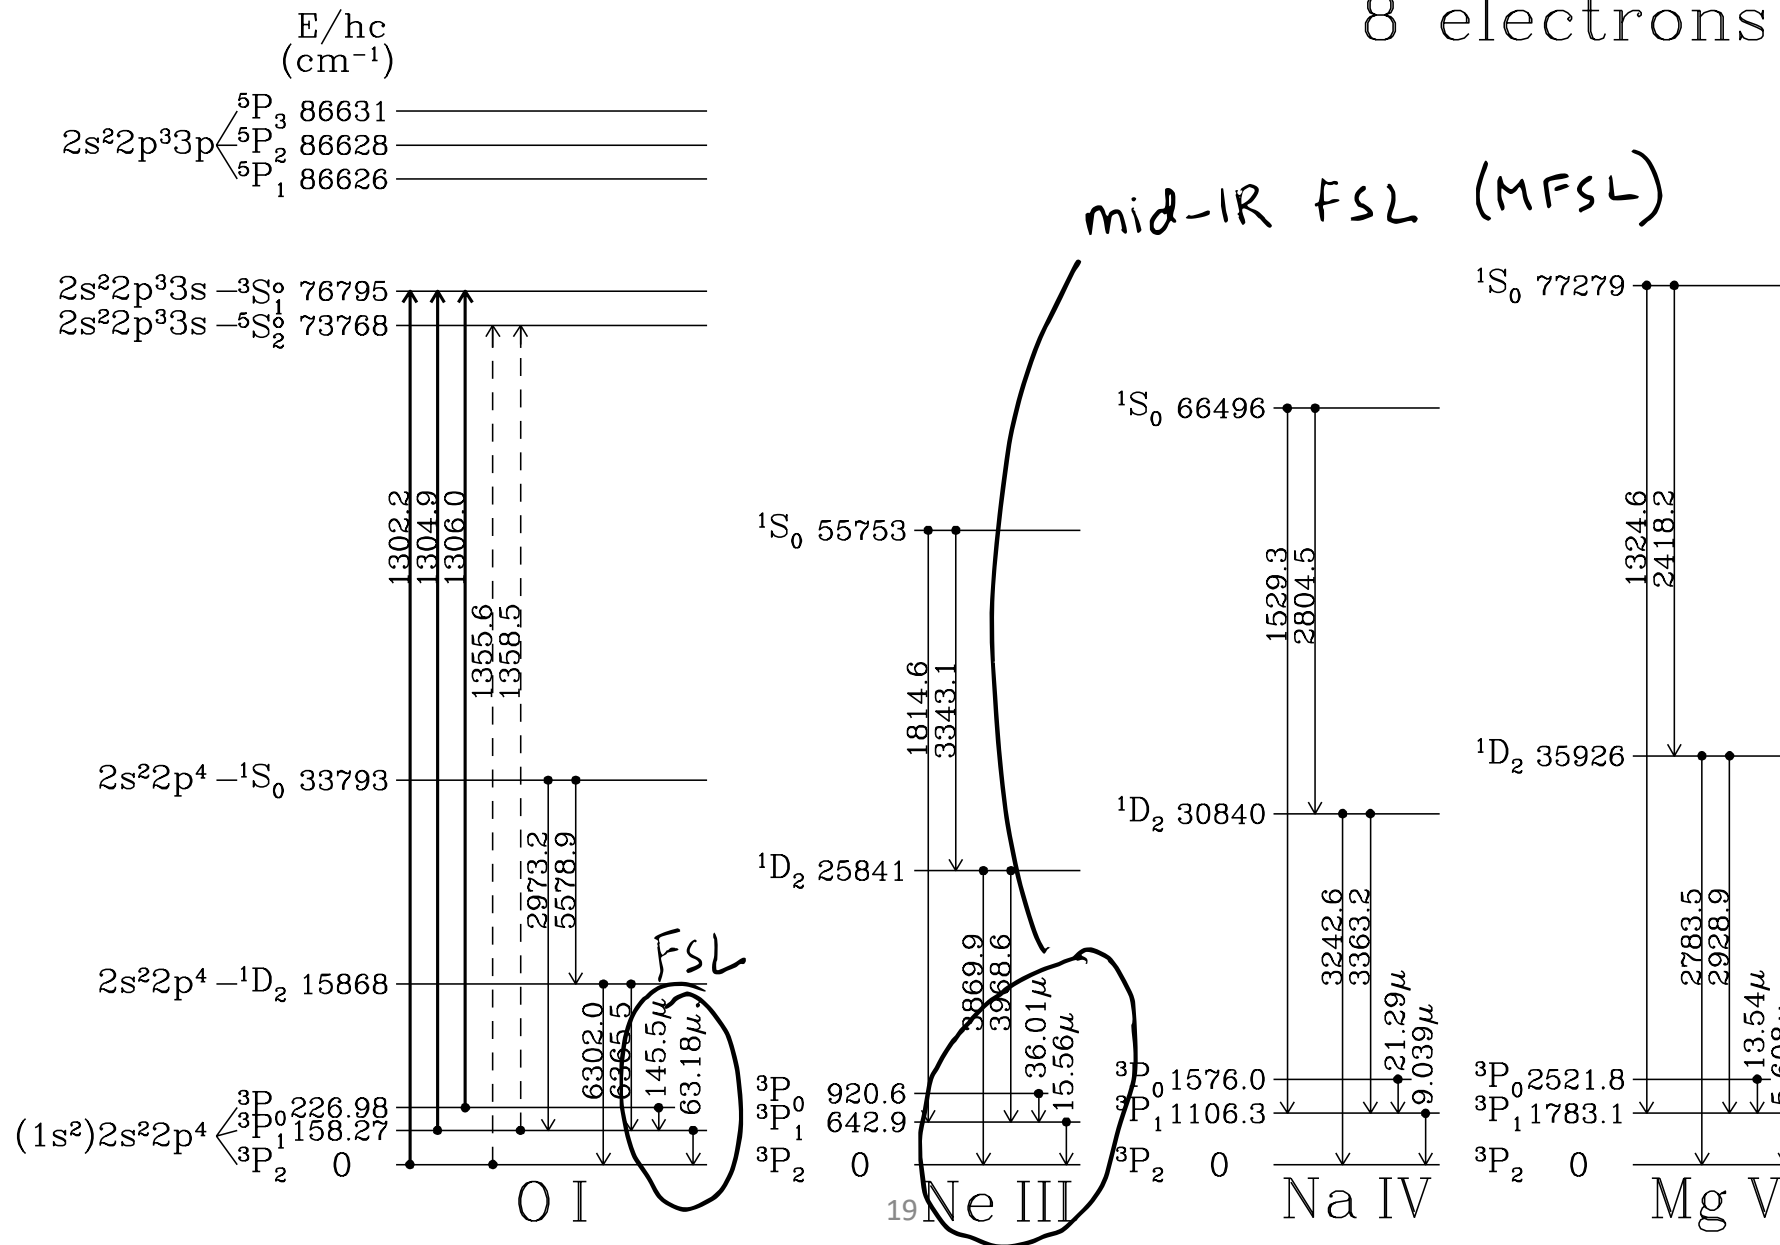 8 electrons
E/hc
(cm⁻¹)
2s²2p³3p
⁵P₃ 86631
⁵P₂ 86628
⁵P₁ 86626
mid-IR FSL (MFSL)
2s²2p³3s – ³S₁° 76795
2s²2p³3s – ⁵S₂° 73768
1302.2
1304.9
1306.0
1355.6
1358.5
2s²2p⁴ – ¹S₀ 33793
2973.2
5578.9
2s²2p⁴ – ¹D₂ 15868
FSL
6302.0
6365.5
145.5μ
63.18μ
(1s²)2s²2p⁴
³P₀ 226.98
³P₁ 158.27
³P₂ 0
O I
¹S₀ 55753
1814.6
3343.1
¹D₂ 25841
3869.9
3968.6
36.01μ
15.56μ
³P₀ 920.6
³P₁ 642.9
³P₂ 0
Ne III
¹S₀ 66496
1529.3
2804.5
¹D₂ 30840
3242.6
3363.2
21.29μ
9.039μ
³P₀ 1576.0
³P₁ 1106.3
³P₂ 0
Na IV
¹S₀ 77279
1324.6
2418.2
¹D₂ 35926
2783.5
2928.9
13.54μ
³P₀ 2521.8
³P₁ 1783.1
³P₂ 0
Mg V
19